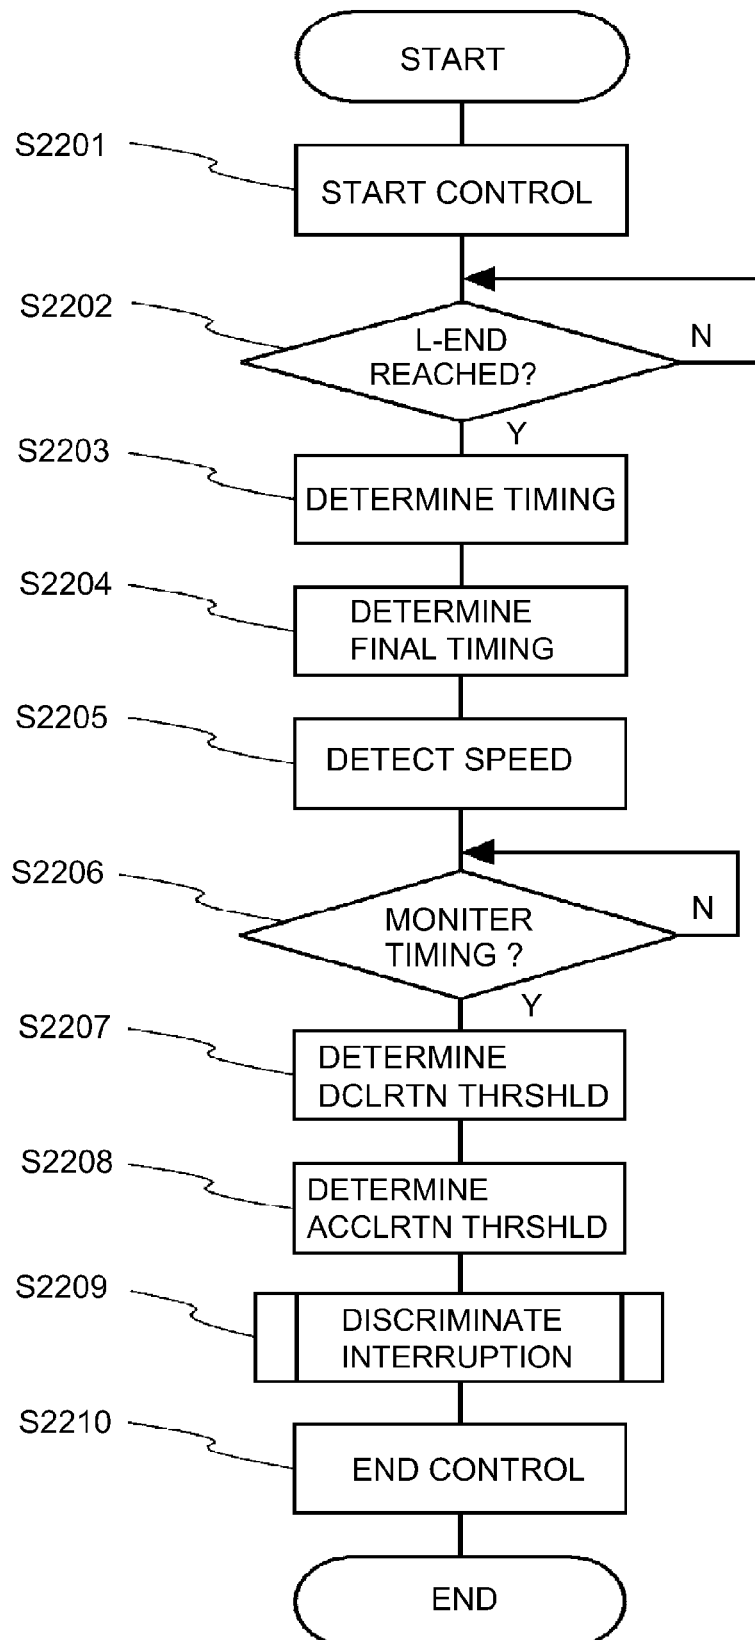 START
S2201
START CONTROL
S2202
L-END
REACHED?
N
Y
S2203
DETERMINE TIMING
S2204
DETERMINE
FINAL TIMING
S2205
DETECT SPEED
S2206
MONITER
TIMING ?
N
Y
S2207
DETERMINE
DCLRTN THRSHLD
S2208
DETERMINE
ACCLRTN THRSHLD
S2209
DISCRIMINATE
INTERRUPTION
S2210
END CONTROL
END